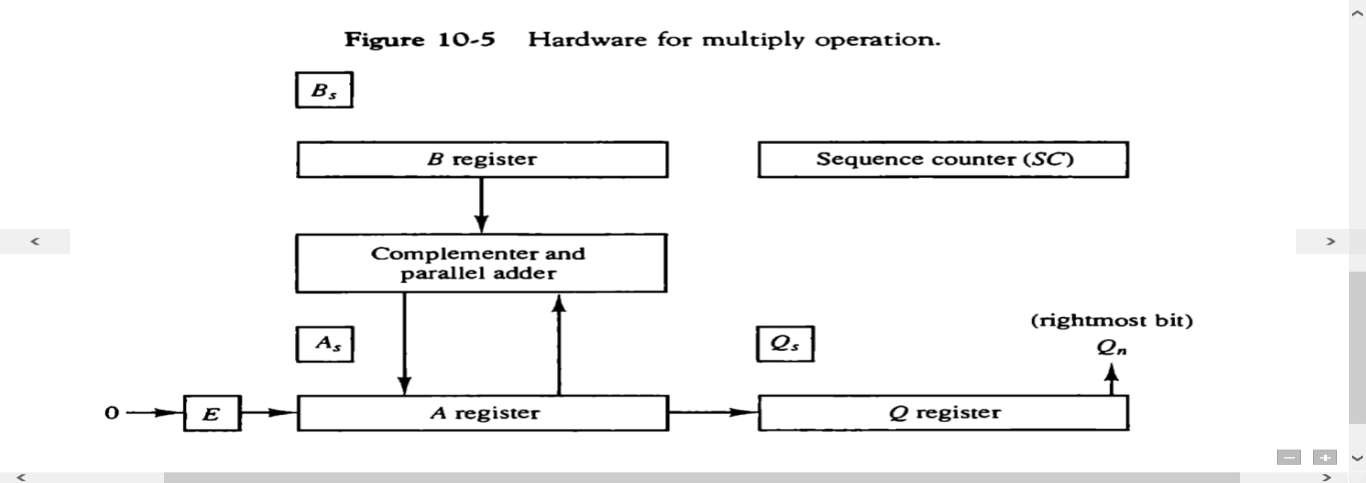 Figure 10-5 Hardware for multiply operation.
Bs
B register
Sequence counter (SC)
Complementer and
parallel adder
(rightmost bit)
As
Qs
Qn
0
E
A register
Q register